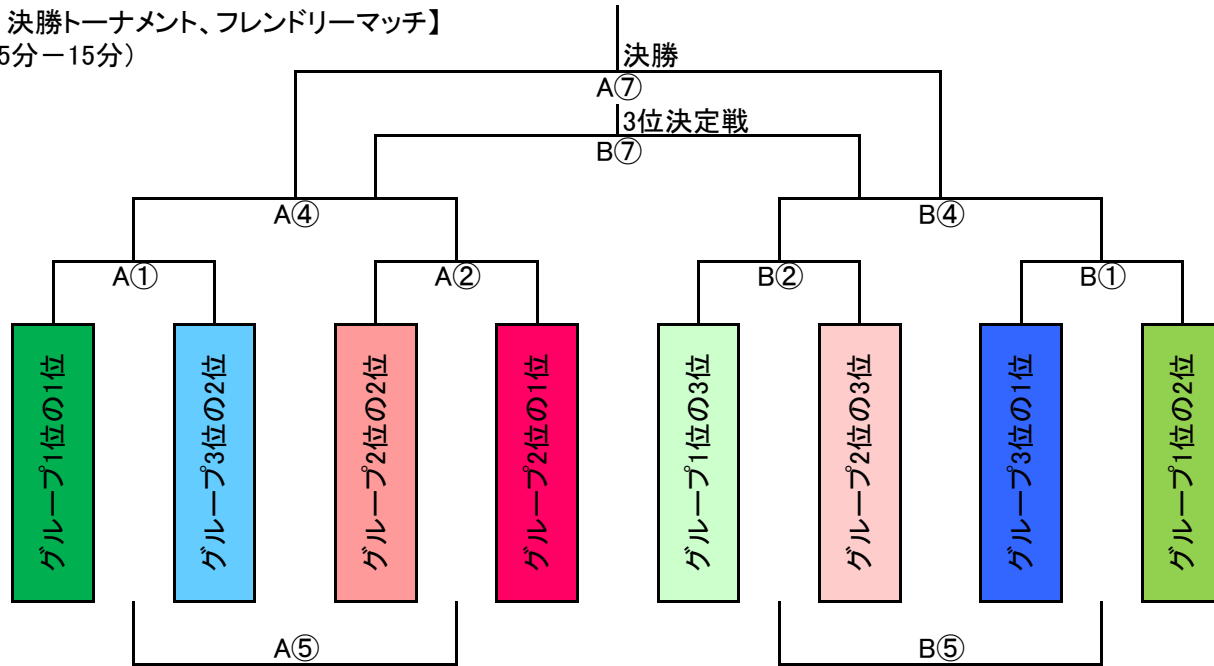 決勝トーナメント、フレンドリーマッチ】
5分－15分）
決勝
A⑦
3位決定戦
B⑦
A④
B④
A①
A②
B②
B①
グループ1位の1位
グループ3位の2位
グループ2位の2位
グループ2位の1位
グループ1位の3位
グループ2位の3位
グループ3位の1位
グループ1位の2位
A⑤
B⑤